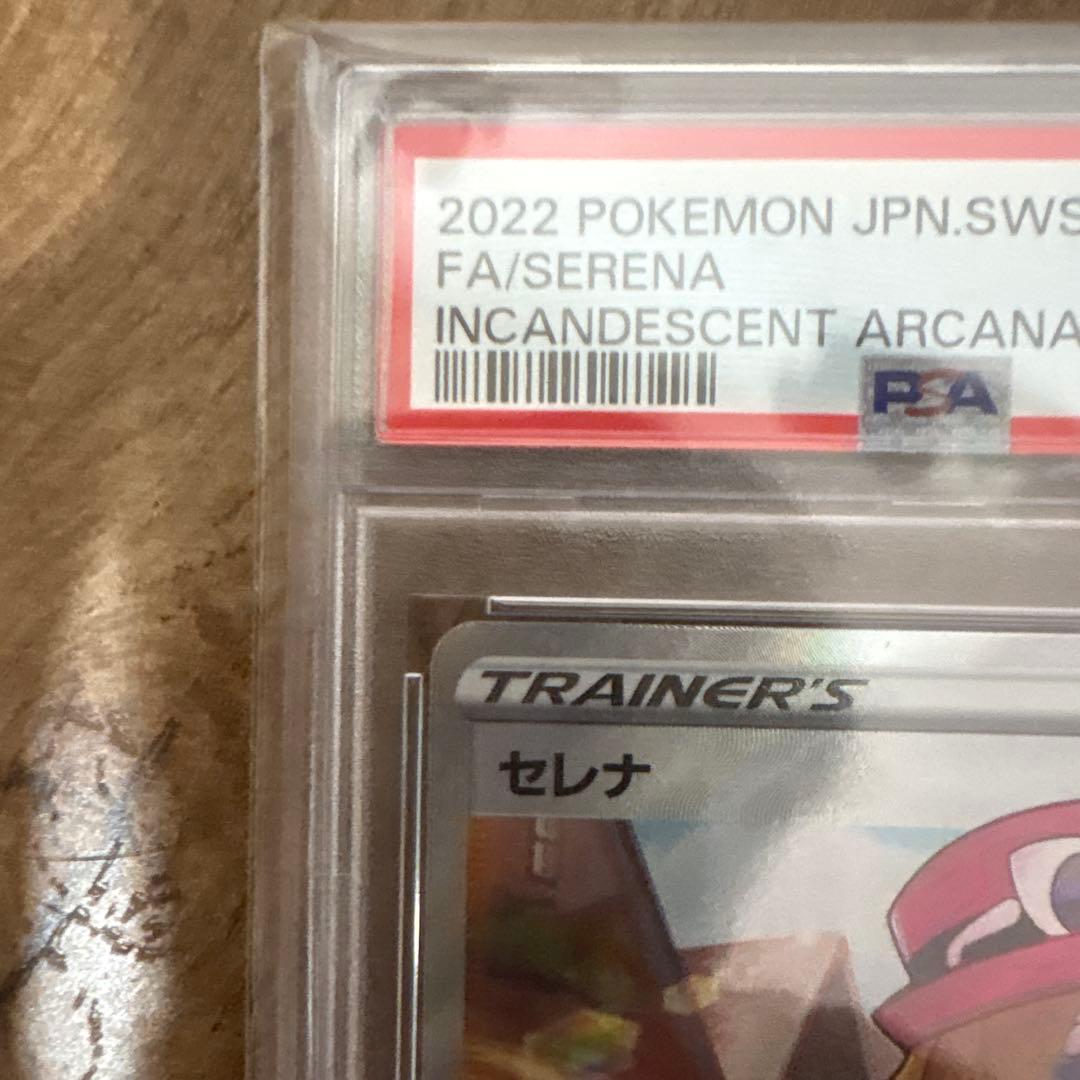 2022 POKEMON JPN.SWS
FA/SERENA
INCANDESCENT ARCANA
PSA
TRAINER'S
セレナ